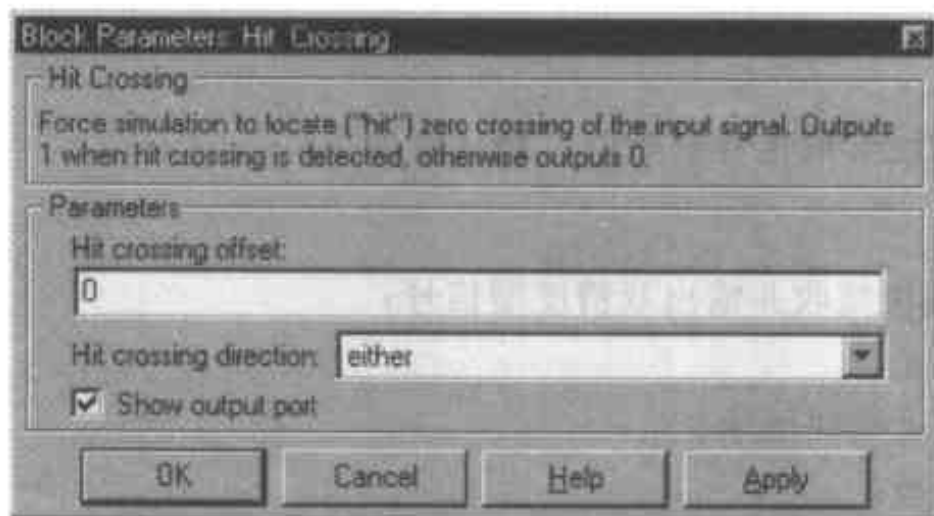 Block Parameters: Hit Crossing
Hit Crossing
Force simulation to locate ("hit") zero crossing of the input signal. Outputs
1 when hit crossing is detected, otherwise outputs 0.
Parameters
Hit crossing offset:
0
Hit crossing direction: either
Show output port
OK Cancel Help Apply